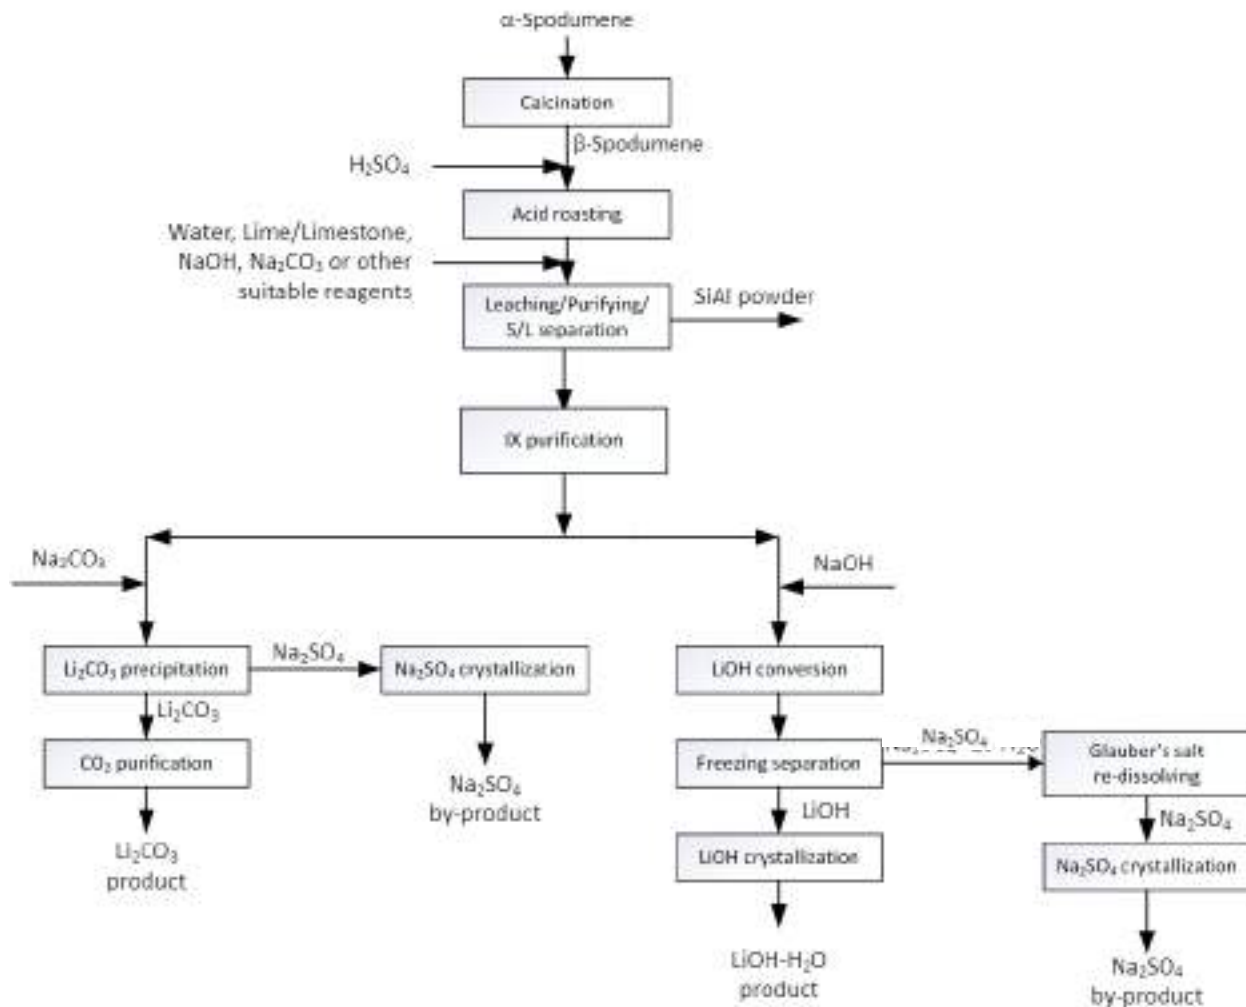 α-Spodumene
Calcination
β-Spodumene
H₂SO₄
Acid roasting
Water, Lime/Limestone,
NaOH, Na₂CO₃ or other
suitable reagents
Leaching/Purifying/
S/L separation
SiAl powder
IX purification
Na₂CO₃
NaOH
Li₂CO₃ precipitation
Na₂SO₄
Na₂SO₄ crystallization
LiOH conversion
Li₂CO₃
CO₂ purification
Na₂SO₄
by-product
Freezing separation
Na₂SO₄
Glauber's salt
re-dissolving
LiOH
Na₂SO₄
Li₂CO₃
product
LiOH crystallization
Na₂SO₄ crystallization
LiOH-H₂O
product
Na₂SO₄
by-product